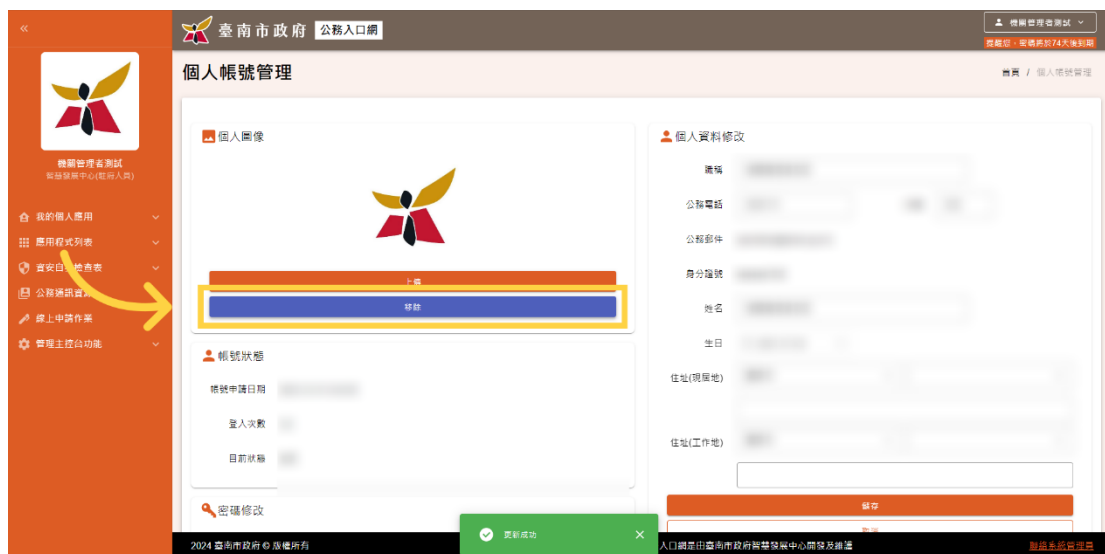 «
臺南市政府 公務入口網
機關管理者測試
提醒您，密碼將於74天後到期
個人帳號管理
首頁 / 個人帳號管理
機關管理者測試
智慧發展中心(監府人員)
我的個人應用
應用程式列表
資安自 檢查表
公務通訊資
線上申請作業
管理主控台功能
個人圖像
上傳
移除
帳號狀態
帳號申請日期
登入次數
目前狀態
密碼修改
個人資料修改
職稱
公務電話
公務郵件
身分證號
姓名
生日
住址(現居地)
住址(工作地)
儲存
取消
更新成功
2024 臺南市政府 © 版權所有
入口網是由臺南市政府智慧發展中心開發及維護
聯絡系統管理員